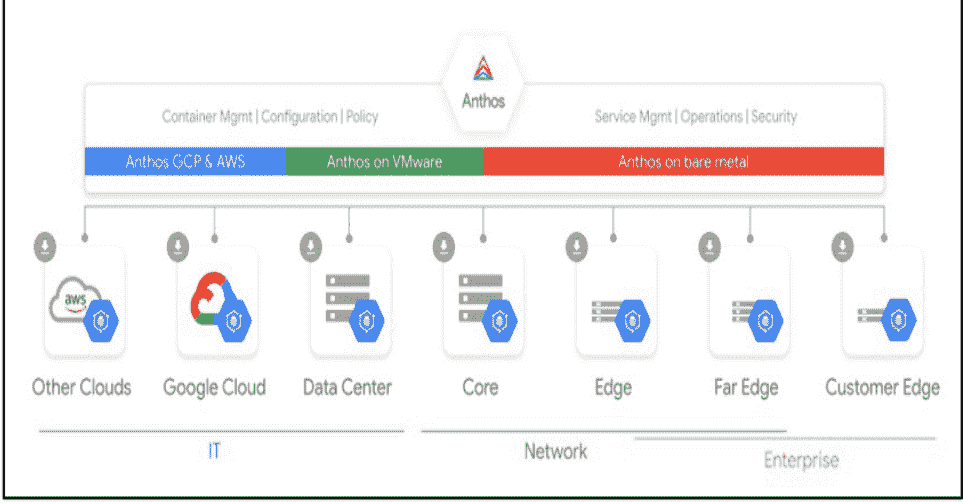 Anthos
Container Mgmt | Configuration | Policy
Service Mgmt | Operations | Security
Anthos GCP & AWS
Anthos on VMware
Anthos on bare metal
aws
Other Clouds
Google Cloud
Data Center
Core
Edge
Far Edge
Customer Edge
IT
Network
Enterprise